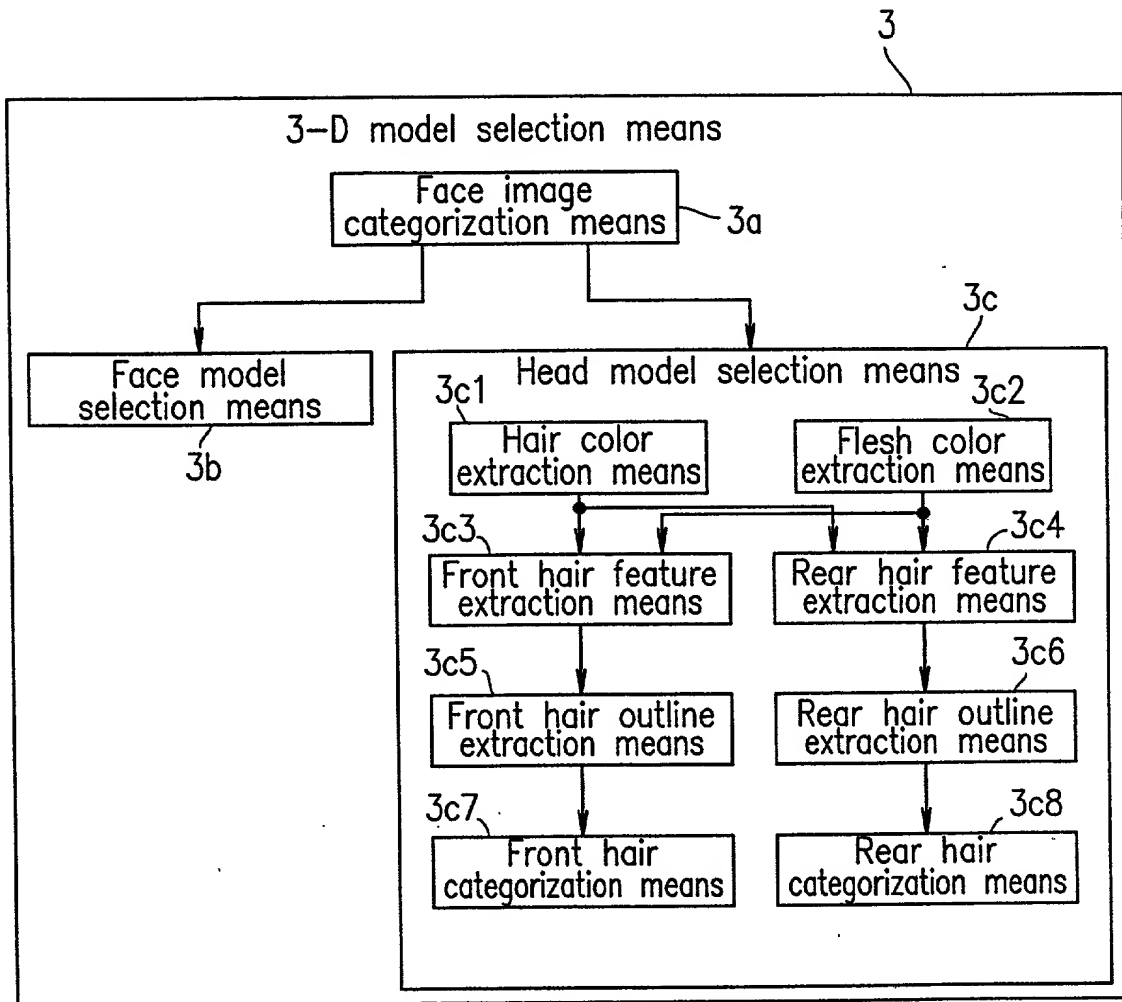 3
3-D model selection means
Face image
categorization means
3a
3c
Face model
selection means
3b
Head model selection means
3c1
3c2
Hair color
extraction means
Flesh color
extraction means
3c3
3c4
Front hair feature
extraction means
Rear hair feature
extraction means
3c5
3c6
Front hair outline
extraction means
Rear hair outline
extraction means
3c7
3c8
Front hair
categorization means
Rear hair
categorization means